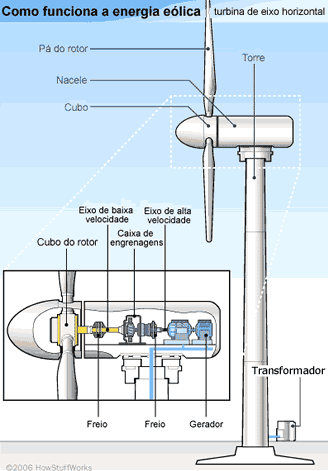 Como funciona a energia eólica turbina de eixo horizontal
Pá do rotor
Torre
Nacele
Cubo
Eixo de baixa
velocidade
Eixo de alta
velocidade
Cubo do rotor
Caixa de
engrenagens
Transformador
Freio
Freio
Gerador
©2006 HowStuffWorks